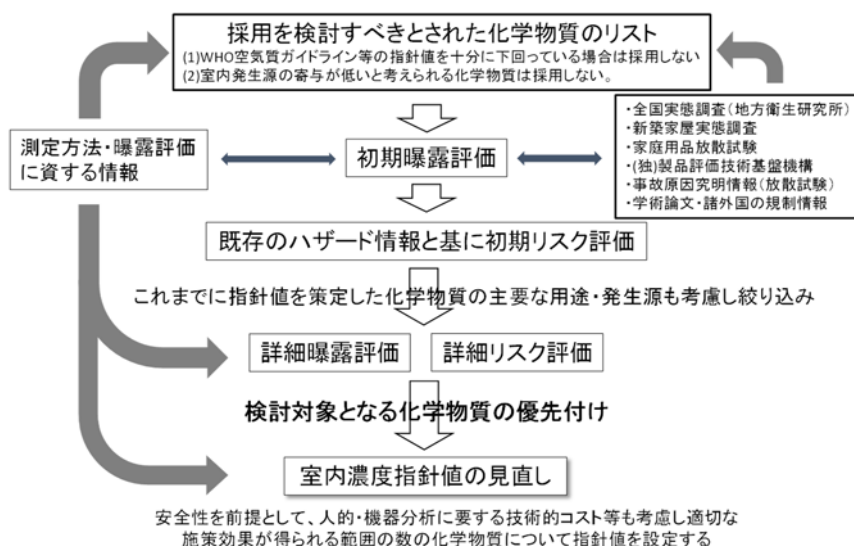 採用を検討すべきとされた化学物質のリスト
(1)WHO空気質ガイドライン等の指針値を十分に下回っている場合は採用しない
(2)室内発生源の寄与が低いと考えられる化学物質は採用しない。
測定方法・曝露評価
に資する情報
初期曝露評価
・全国実態調査(地方衛生研究所)
・新築家屋実態調査
・家庭用品放散試験
・(独)製品評価技術基盤機構
・事故原因究明情報(放散試験)
・学術論文・諸外国の規制情報
既存のハザード情報と基に初期リスク評価
これまでに指針値を策定した化学物質の主要な用途・発生源も考慮し絞り込み
詳細曝露評価 詳細リスク評価
検討対象となる化学物質の優先付け
室内濃度指針値の見直し
安全性を前提として、人的・機器分析に要する技術的コスト等も考慮し適切な
施策効果が得られる範囲の数の化学物質について指針値を設定する